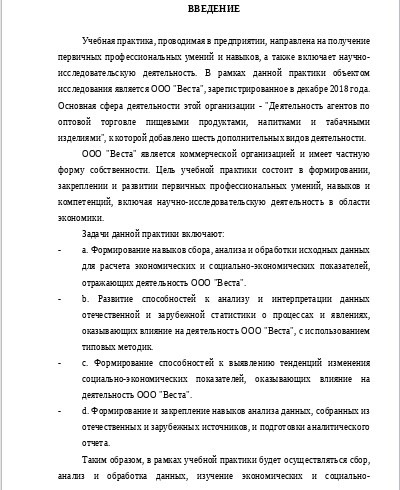 ВВЕДЕНИЕ
Учебная практика, проводимая в предприятии, направлена на получение
первичных профессиональных умений и навыков, а также включает научно-
исследовательскую деятельность. В рамках данной практики объектом
исследования является ООО "Веста", зарегистрированное в декабре 2018 года.
Основная сфера деятельности этой организации - "Деятельность агентов по
оптовой торговле пищевыми продуктами, напитками и табачными
изделиями", к которой добавлено шесть дополнительных видов деятельности.
ООО "Веста" является коммерческой организацией и имеет частную
форму собственности. Цель учебной практики состоит в формировании,
закреплении и развитии первичных профессиональных умений, навыков и
компетенций, включая научно-исследовательскую деятельность в области
экономики.
Задачи данной практики включают:
- a. Формирование навыков сбора, анализа и обработки исходных данных
для расчета экономических и социально-экономических показателей,
отражающих деятельность ООО "Веста".
- b. Развитие способностей к анализу и интерпретации данных
отечественной и зарубежной статистики о процессах и явлениях,
оказывающих влияние на деятельность ООО "Веста", с использованием
типовых методик.
- c. Формирование способностей к выявлению тенденций изменения
социально-экономических показателей, оказывающих влияние на
деятельность ООО "Веста".
- d. Формирование и закрепление навыков анализа данных, собранных из
отечественных и зарубежных источников, и подготовки аналитического
отчета.
Таким образом, в рамках учебной практики будет осуществляться сбор,
анализ и обработка данных, изучение экономических и социально-